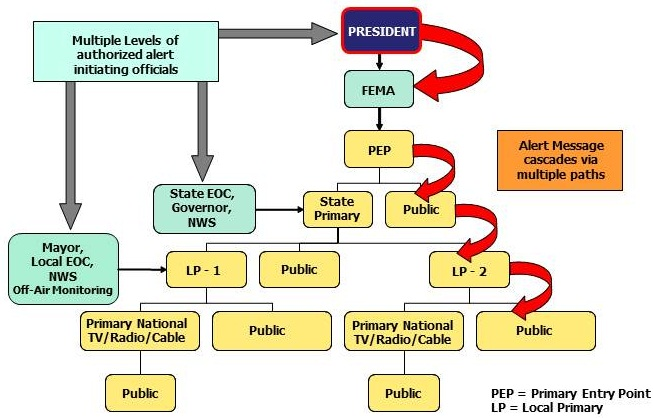 Multiple Levels of
authorized alert
initiating officials
PRESIDENT
FEMA
PEP
Alert Message
cascades via
multiple paths
State EOC,
Governor,
NWS
State
Primary
Public
Mayor,
Local EOC,
NWS
Off-Air Monitoring
LP - 1
Public
LP - 2
Primary National
TV/Radio/Cable
Public
Primary National
TV/Radio/Cable
Public
Public
Public
PEP = Primary Entry Point
LP = Local Primary